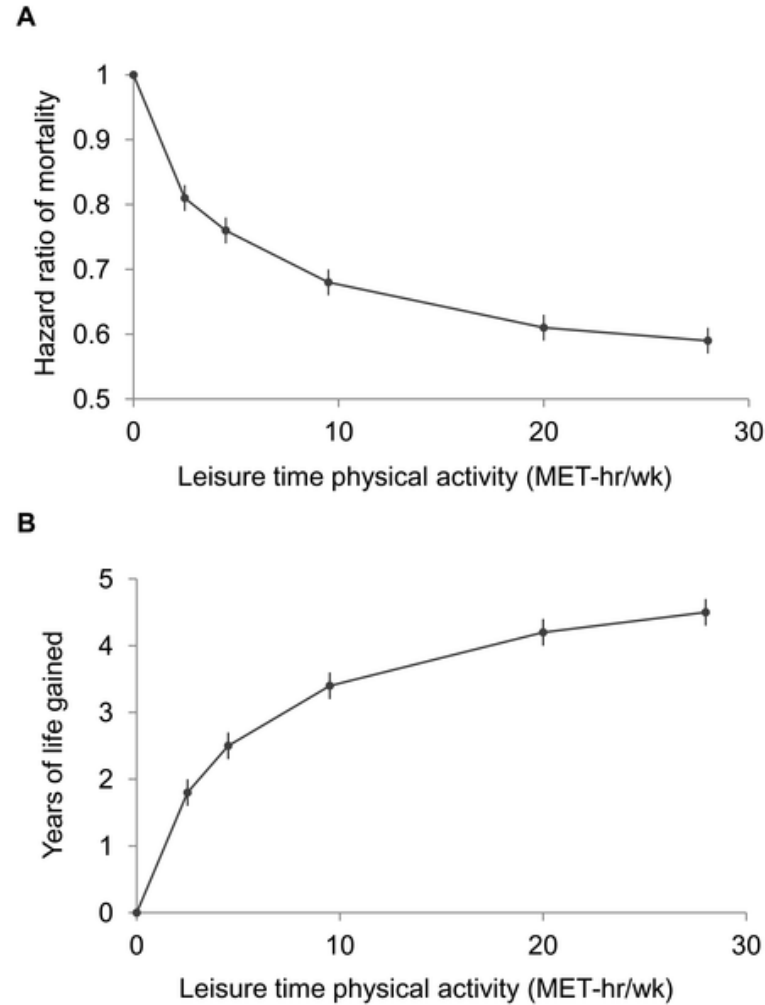 A
Hazard ratio of mortality
1
0.9
0.8
0.7
0.6
0.5
0 10 20 30
Leisure time physical activity (MET-hr/wk)
B
Years of life gained
5
4
3
2
1
0
0 10 20 30
Leisure time physical activity (MET-hr/wk)